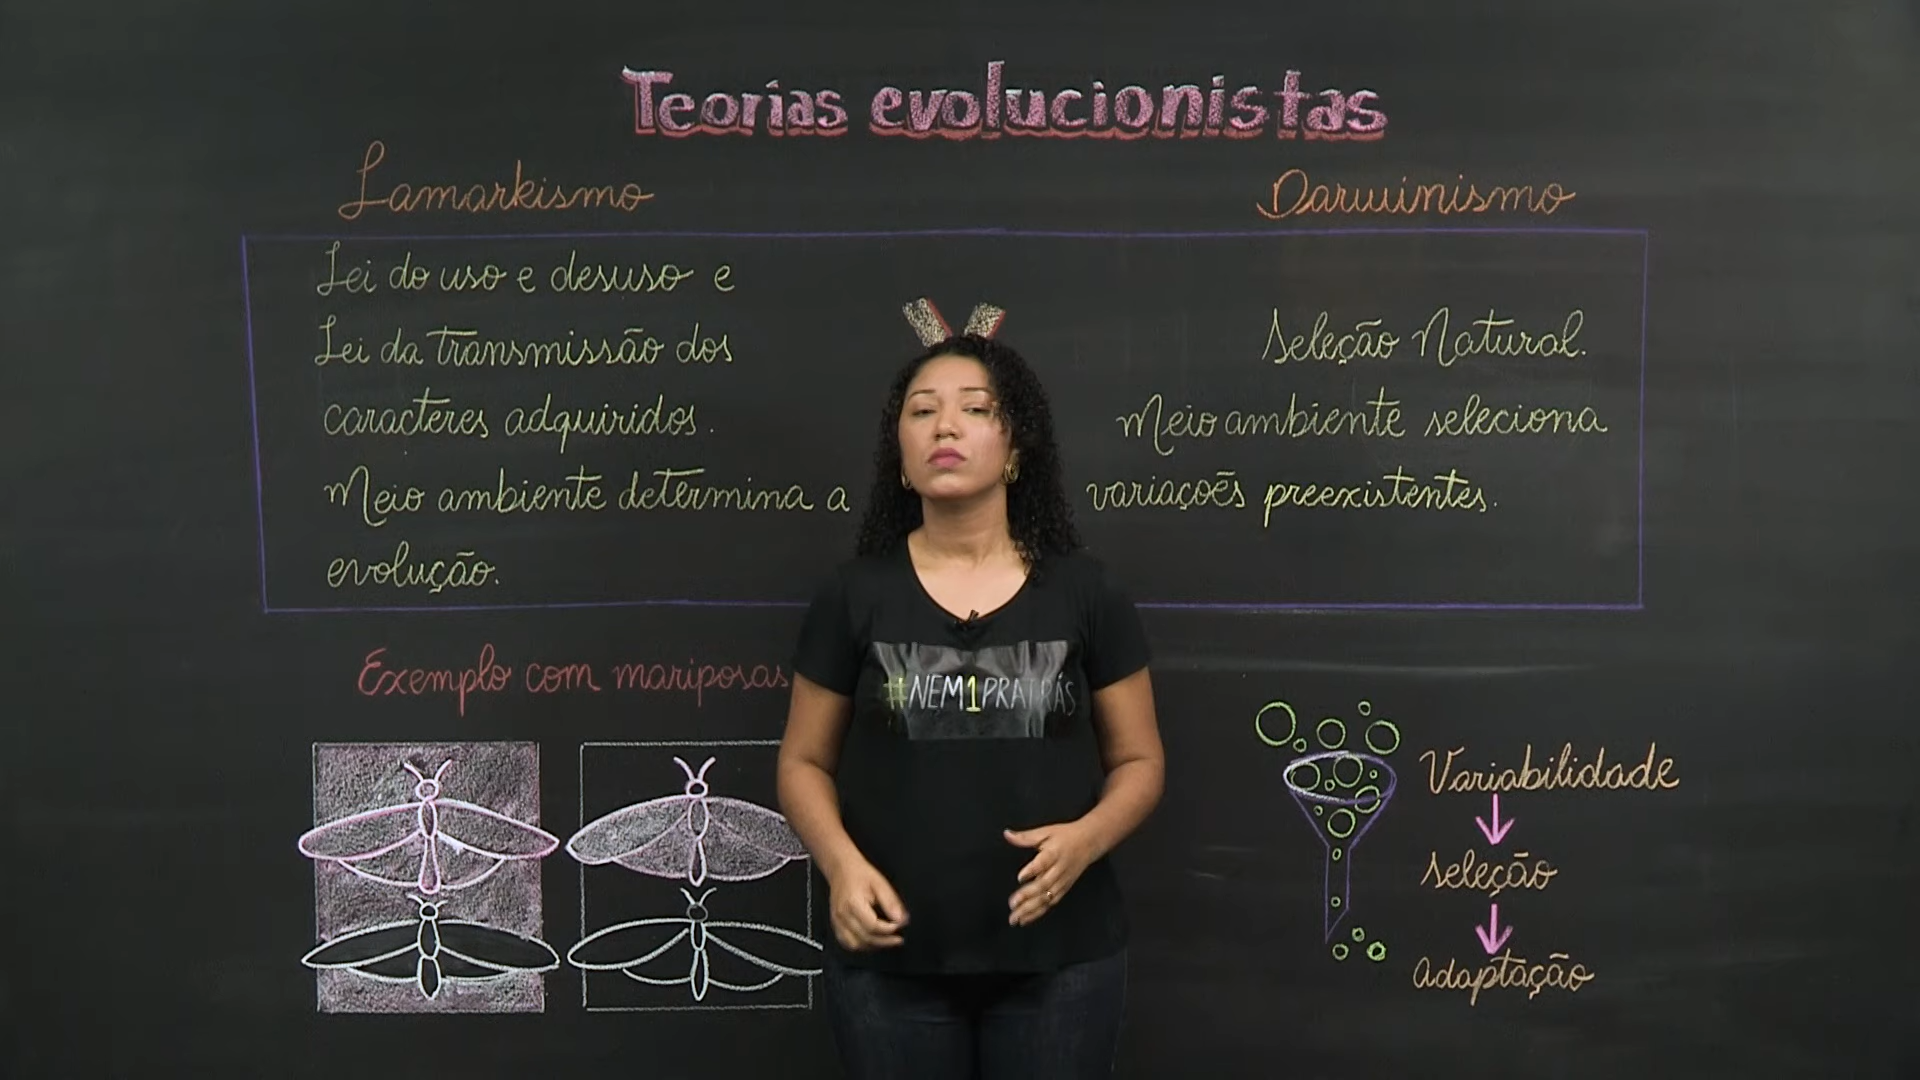 Teorias evolucionistas
Lamarkismo
Lei do uso e desuso e
Lei da transmissão dos
caracteres adquiridos.
Meio ambiente determina a
evolução.
Darwinismo
Seleção Natural.
Meio ambiente seleciona
variaçoẽs preexistentes.
Exemplo com mariposas
#NEM1PRATRÁS
Variabilidade
Seleção
Adaptação